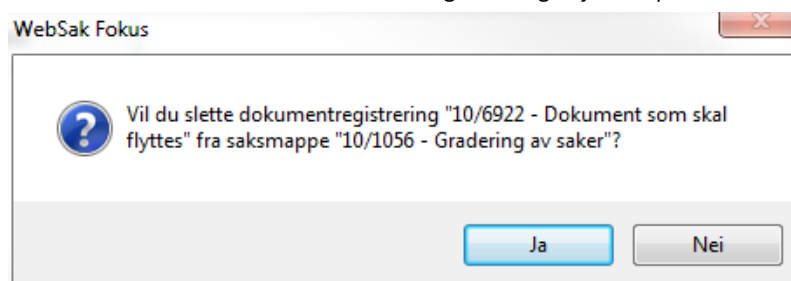 WebSak Fokus
Vil du slette dokumentregistrering "10/6922 - Dokument som skal
flyttes" fra saksmappe "10/1056 - Gradering av saker"?
Ja
Nei